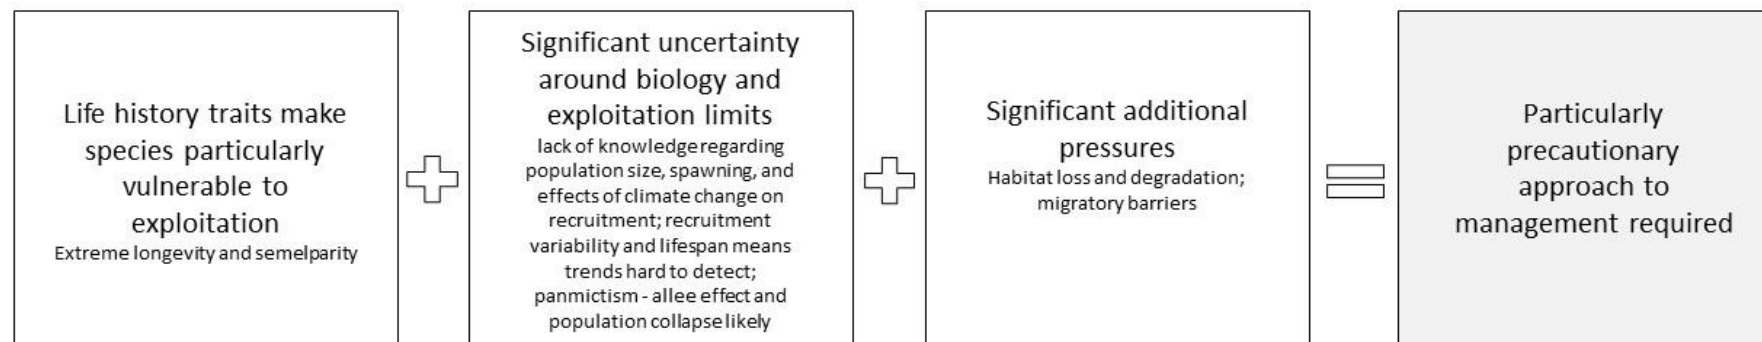 Life history traits make
species particularly
vulnerable to
exploitation
Extreme longevity and semelparity
Significant uncertainty
around biology and
exploitation limits
lack of knowledge regarding
population size, spawning, and
effects of climate change on
recruitment; recruitment
variability and lifespan means
trends hard to detect;
panmictism - allee effect and
population collapse likely
Significant additional
pressures
Habitat loss and degradation;
migratory barriers
Particularly
precautionary
approach to
management required